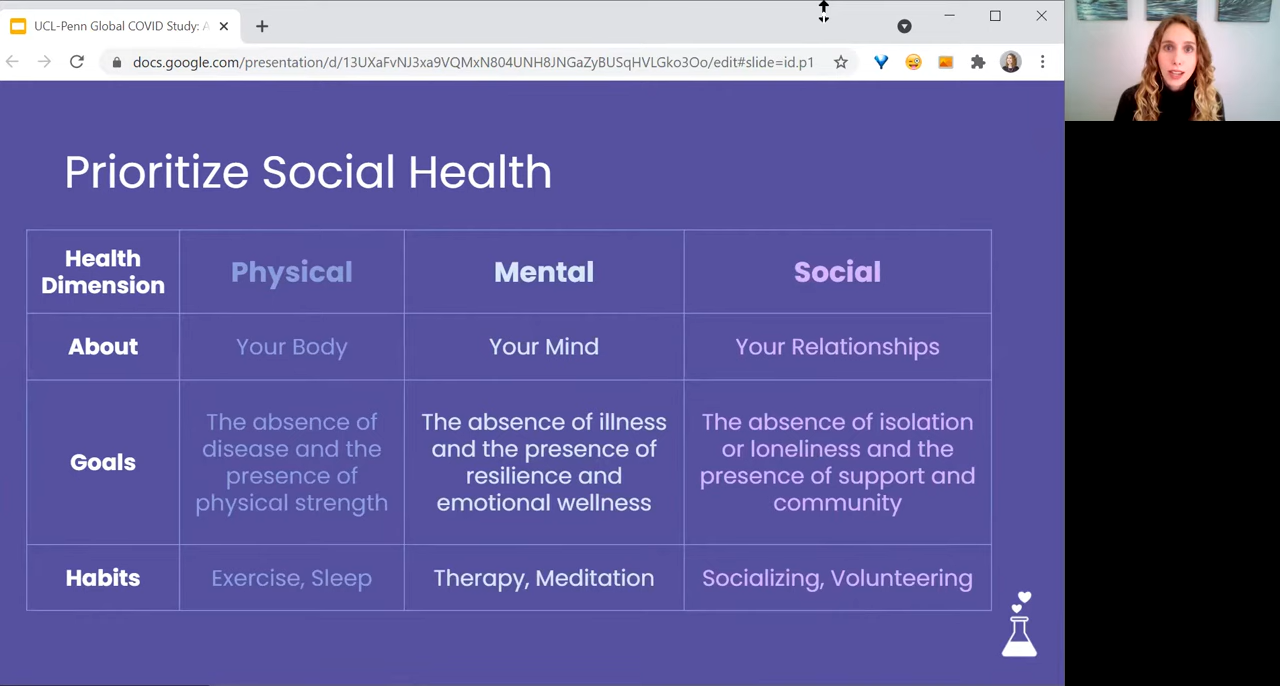 UCL-Penn Global COVID Study: A
docs.google.com/presentation/d/13UXaFvNJ3xa9VQMxN804UNH8JNGaZyBUSqHVLGko3Oo/edit#slide=id.p1
Prioritize Social Health
Health
Dimension
Physical
Mental
Social
About
Your Body
Your Mind
Your Relationships
Goals
The absence of
disease and the
presence of
physical strength
The absence of illness
and the presence of
resilience and
emotional wellness
The absence of isolation
or loneliness and the
presence of support and
community
Habits
Exercise, Sleep
Therapy, Meditation
Socializing, Volunteering